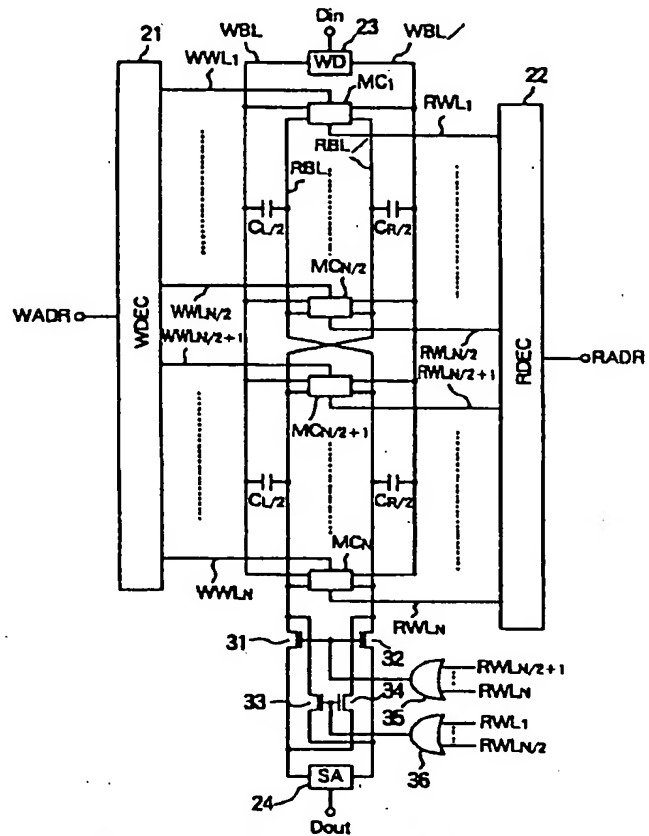 Din
21
WBL
23
WBL/
WD
WWL1
MC1
22
RWL1
RBL/
RBL
CL/2
CR/2
MCN/2
WADR
WDEC
WWLN/2
WWLN/2+1
RWLN/2
RWLN/2+1
RDEC
RADR
MCN/2+1
CL/2
CR/2
MCN
WWLN
RWLN
31
32
RWLN/2+1
RWLN
33
34
35
RWL1
RWLN/2
36
24
SA
Dout